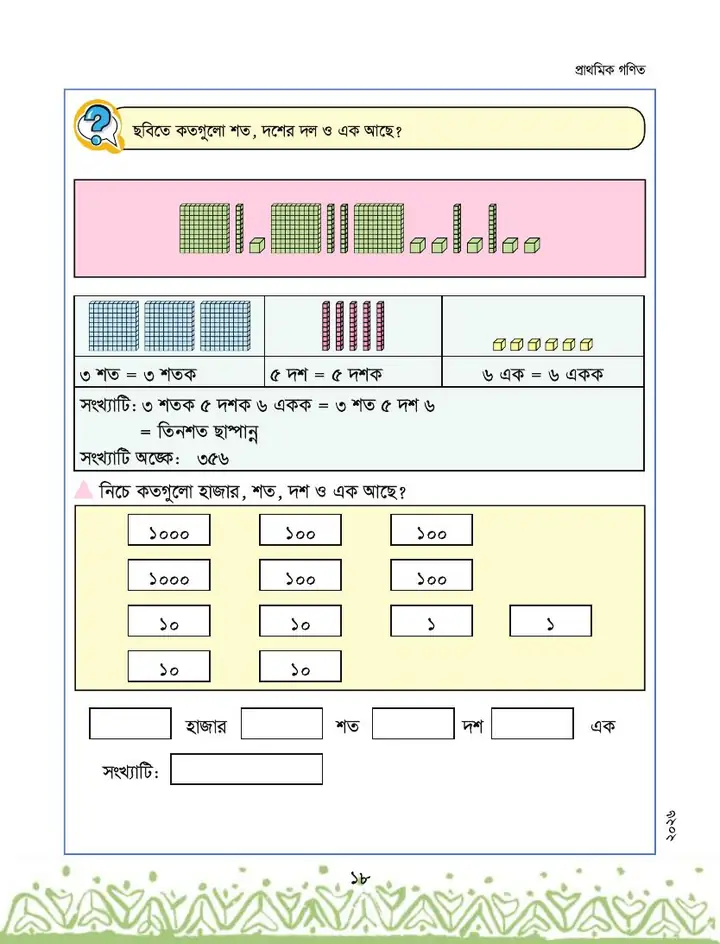 প্রাথমিক গণিত
ছবিতে কতগুলো শত, দশের দল ও এক আছে?
৩ শত = ৩ শতক ৫ দশ = ৫ দশক ৬ এক = ৬ একক
সংখ্যাটি: ৩ শতক ৫ দশক ৬ একক = ৩ শত ৫ দশ ৬
= তিনশত ছাপ্পান্ন
সংখ্যাটি অঙ্কে: ৩৫৬
নিচে কতগুলো হাজার, শত, দশ ও এক আছে?
১০০০ ১০০ ১০০
১০০০ ১০০ ১০০
১০ ১০ ১ ১
১০ ১০
হাজার শত দশ এক
সংখ্যাটি:
২০২৬
১৮